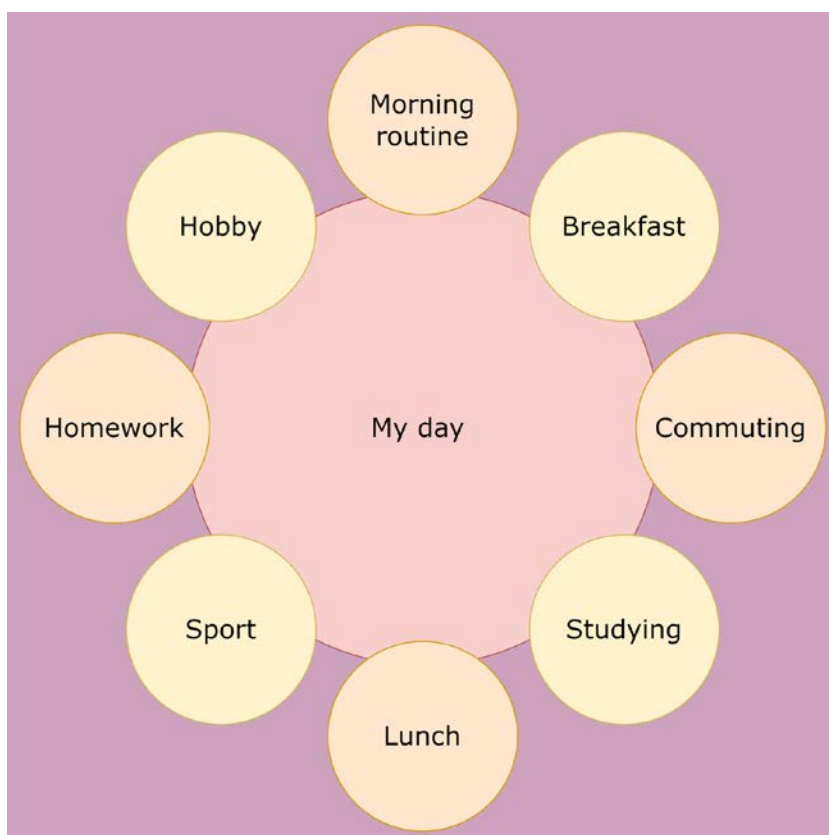 Morning
routine
Hobby
Breakfast
Homework
My day
Commuting
Sport
Studying
Lunch